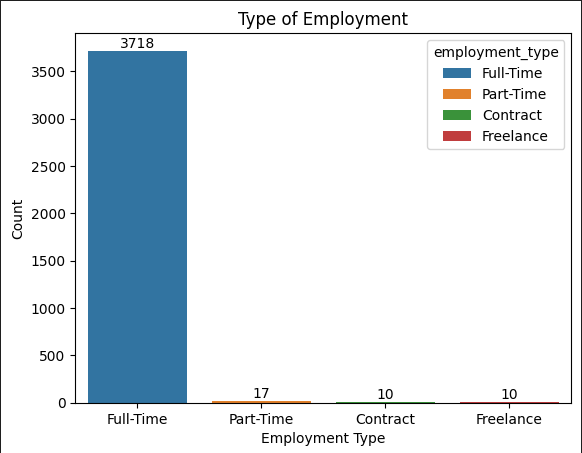 Type of Employment
3718
employment_type
Full-Time
Part-Time
Contract
Freelance
3500
3000
2500
2000
1500
1000
500
0
Count
17
10
10
Full-Time
Part-Time
Contract
Freelance
Employment Type